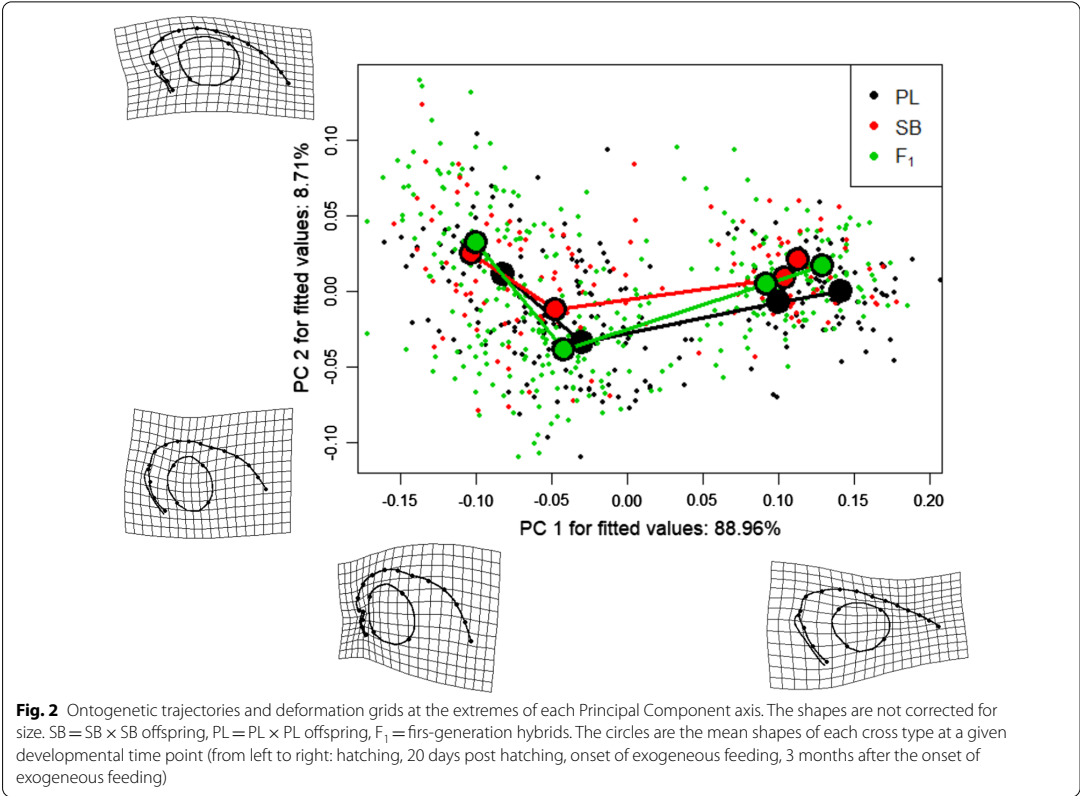 PL
SB
F1
0.10
0.05
0.00
-0.05
-0.10
PC 2 for fitted values: 8.71%
-0.15 -0.10 -0.05 0.00 0.05 0.10 0.15 0.20
PC 1 for fitted values: 88.96%
Fig. 2 Ontogenetic trajectories and deformation grids at the extremes of each Principal Component axis. The shapes are not corrected for
size. SB = SB × SB offspring, PL = PL × PL offspring, F1 = firs-generation hybrids. The circles are the mean shapes of each cross type at a given
developmental time point (from left to right: hatching, 20 days post hatching, onset of exogeneous feeding, 3 months after the onset of
exogeneous feeding)